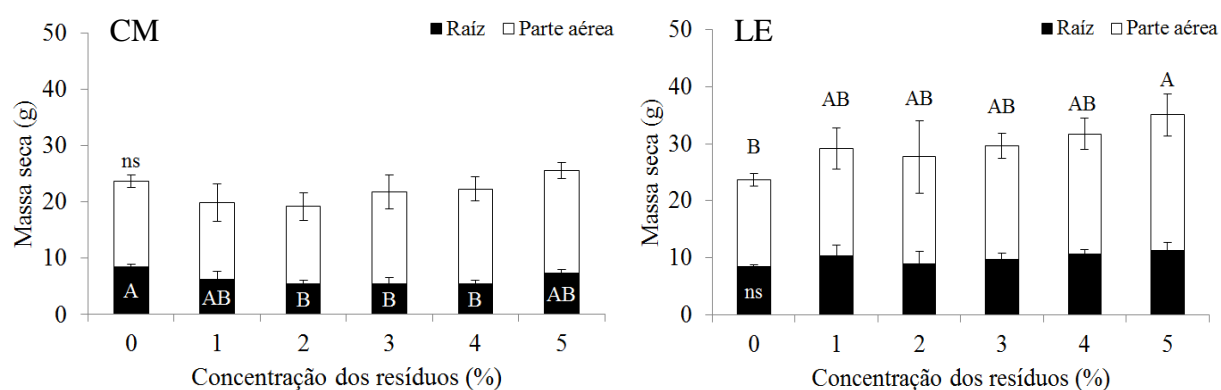 CM
Raíz Parte aérea
50
40
30
20
10
0
Massa seca (g)
ns
A AB B B B AB
0 1 2 3 4 5
Concentração dos resíduos (%)
LE
Raíz Parte aérea
50
40
30
20
10
0
Massa seca (g)
B AB AB AB AB A
ns
0 1 2 3 4 5
Concentração dos resíduos (%)